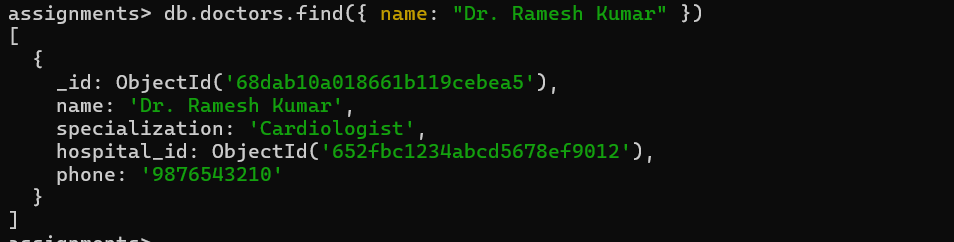 assignments> db.doctors.find({ name: "Dr. Ramesh Kumar" })
[
  {
    _id: ObjectId('68dab10a018661b119cebea5'),
    name: 'Dr. Ramesh Kumar',
    specialization: 'Cardiologist',
    hospital_id: ObjectId('652fbc1234abcd5678ef9012'),
    phone: '9876543210'
  }
]
assignments>